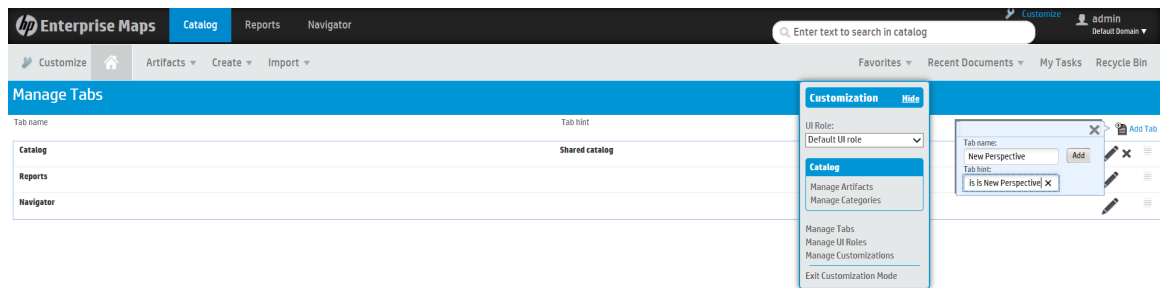 hp Enterprise Maps Catalog Reports Navigator Enter text to search in catalog Customize admin
Default Domain ▼
Customize Artifacts Create Import Favorites Recent Documents My Tasks Recycle Bin
Manage Tabs
Customization Hide
Tab name Tab hint
UI Role:
Default UI role
Add Tab
Tab name:
New Perspective Add
Tab hint:
is is New Perspective
Catalog Shared catalog
Reports
Navigator
Catalog
Manage Artifacts
Manage Categories
Manage Tabs
Manage UI Roles
Manage Customizations
Exit Customization Mode